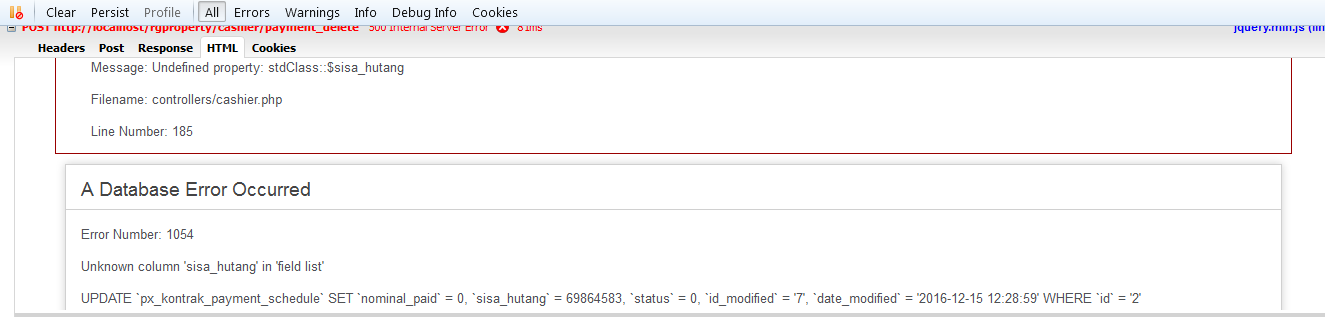 Clear Persist Profile All Errors Warnings Info Debug Info Cookies
POST http://localhost/rgproperty/cashier/payment_delete 500 Internal Server Error 81ms jquery.min.js (lin
Headers Post Response HTML Cookies
Message: Undefined property: stdClass::$sisa_hutang
Filename: controllers/cashier.php
Line Number: 185
A Database Error Occurred
Error Number: 1054
Unknown column 'sisa_hutang' in 'field list'
UPDATE `px_kontrak_payment_schedule` SET `nominal_paid` = 0, `sisa_hutang` = 69864583, `status` = 0, `id_modified` = '7', `date_modified` = '2016-12-15 12:28:59' WHERE `id` = '2'